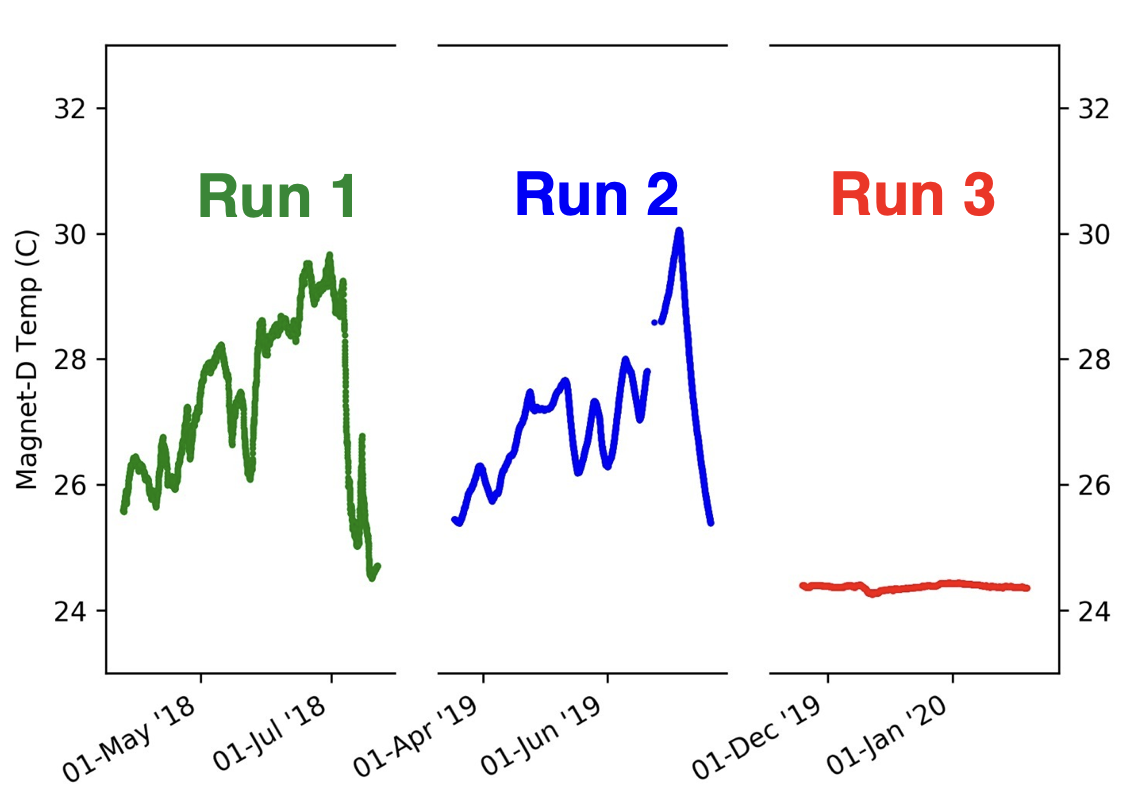 Run 1
Run 2
Run 3
Magnet-D Temp (C)
32
30
28
26
24
32
30
28
26
24
01-May '18
01-Jul '18
01-Apr '19
01-Jun '19
01-Dec '19
01-Jan '20